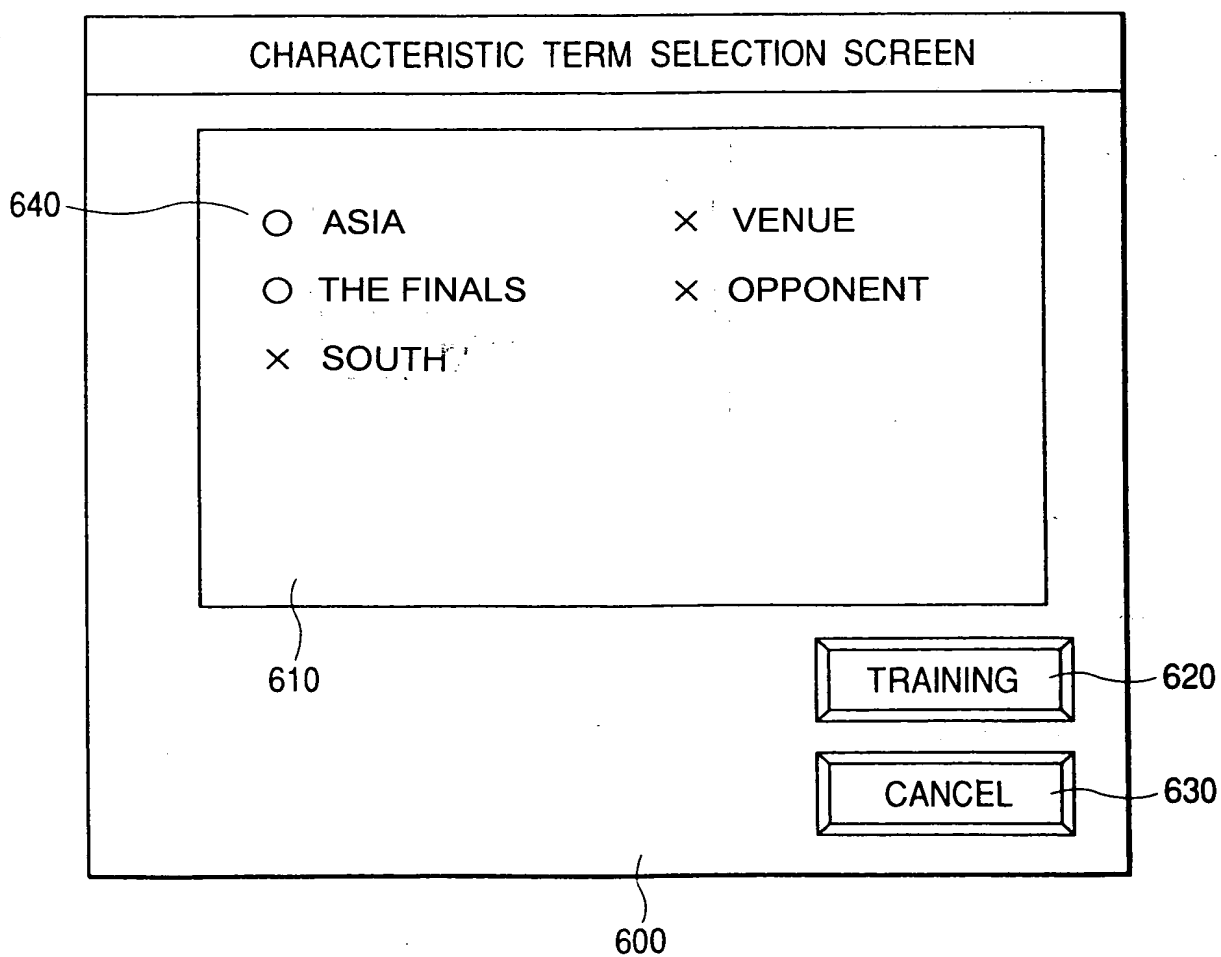 CHARACTERISTIC TERM SELECTION SCREEN
640
○ ASIA
× VENUE
○ THE FINALS
× OPPONENT
× SOUTH
610
TRAINING
620
CANCEL
630
600